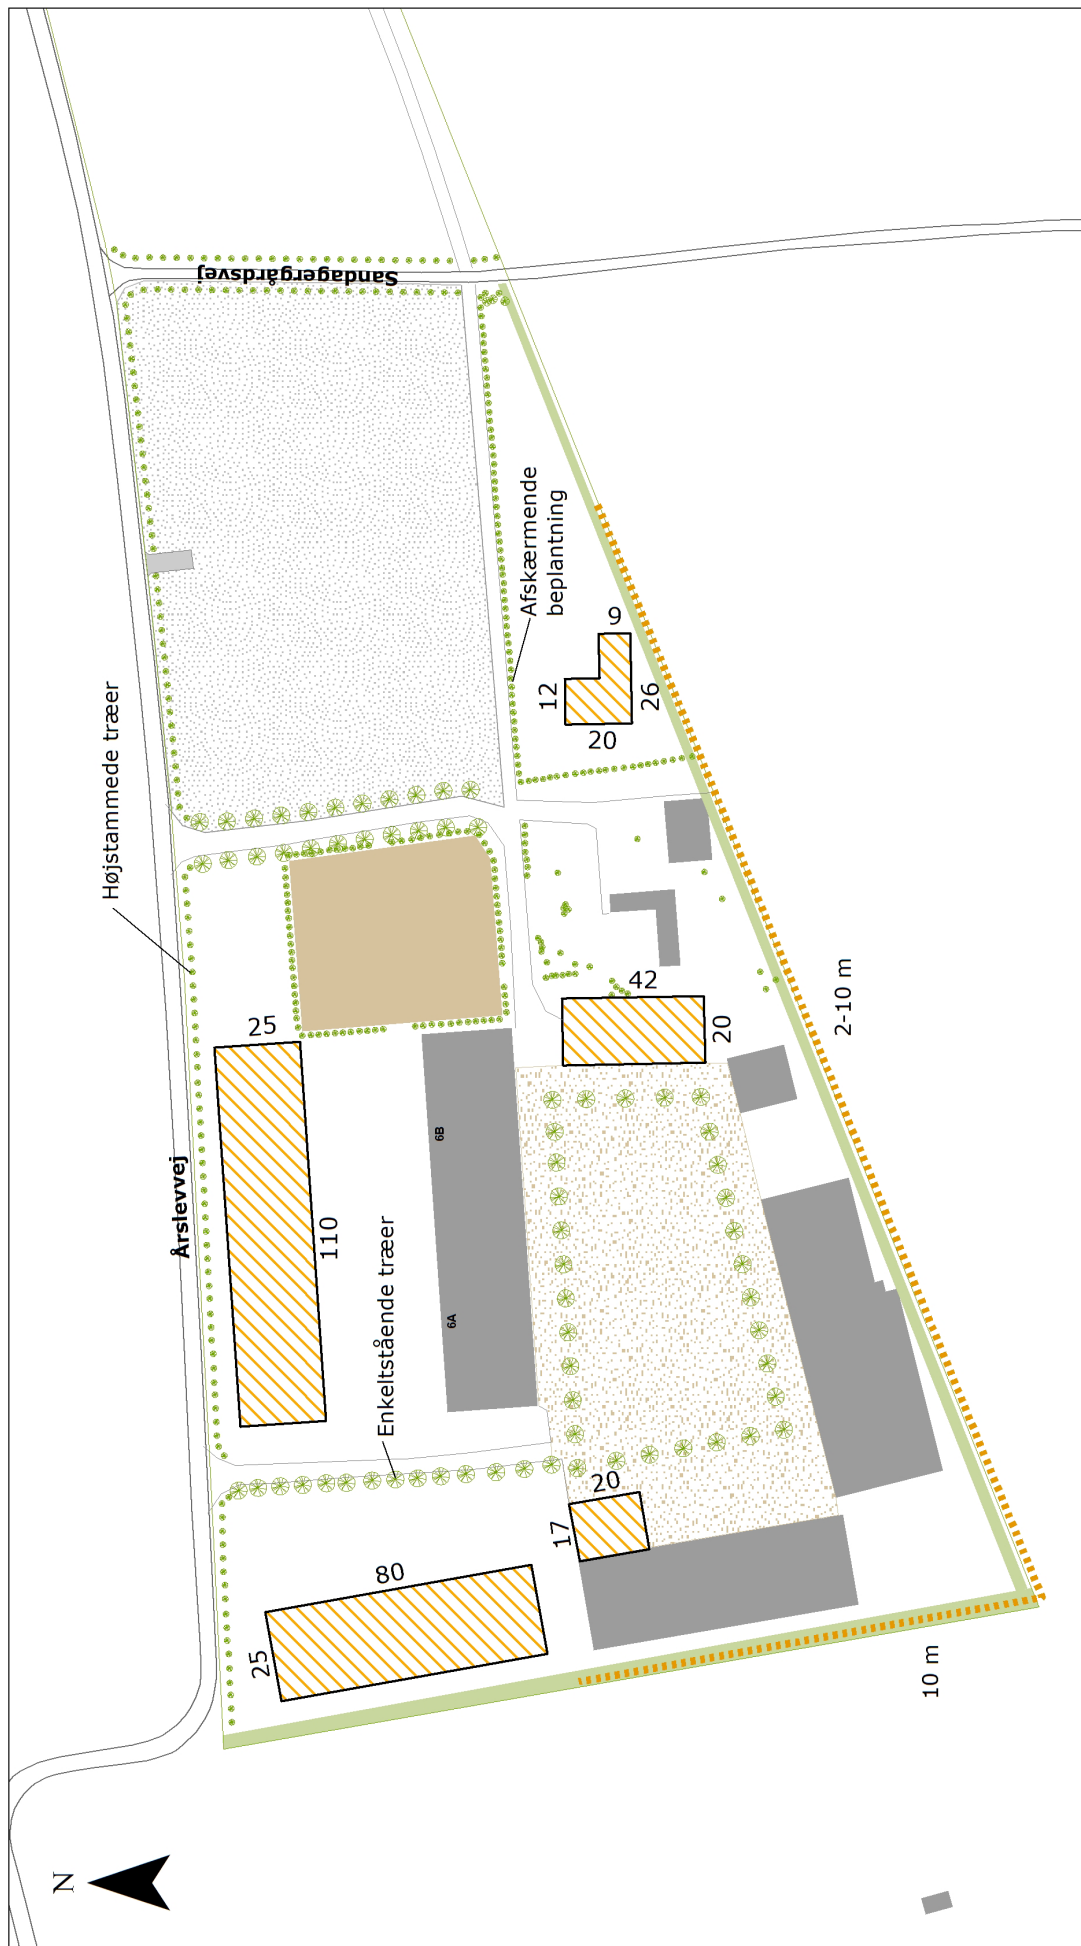 Sandagergårdsvej
Afskærmende
beplantning
9
12
26
20
Højstammede træer
42
20
2-10 m
25
6B
Årslevvej
110
6A
Enkeltstående træer
20
17
80
25
10 m
N